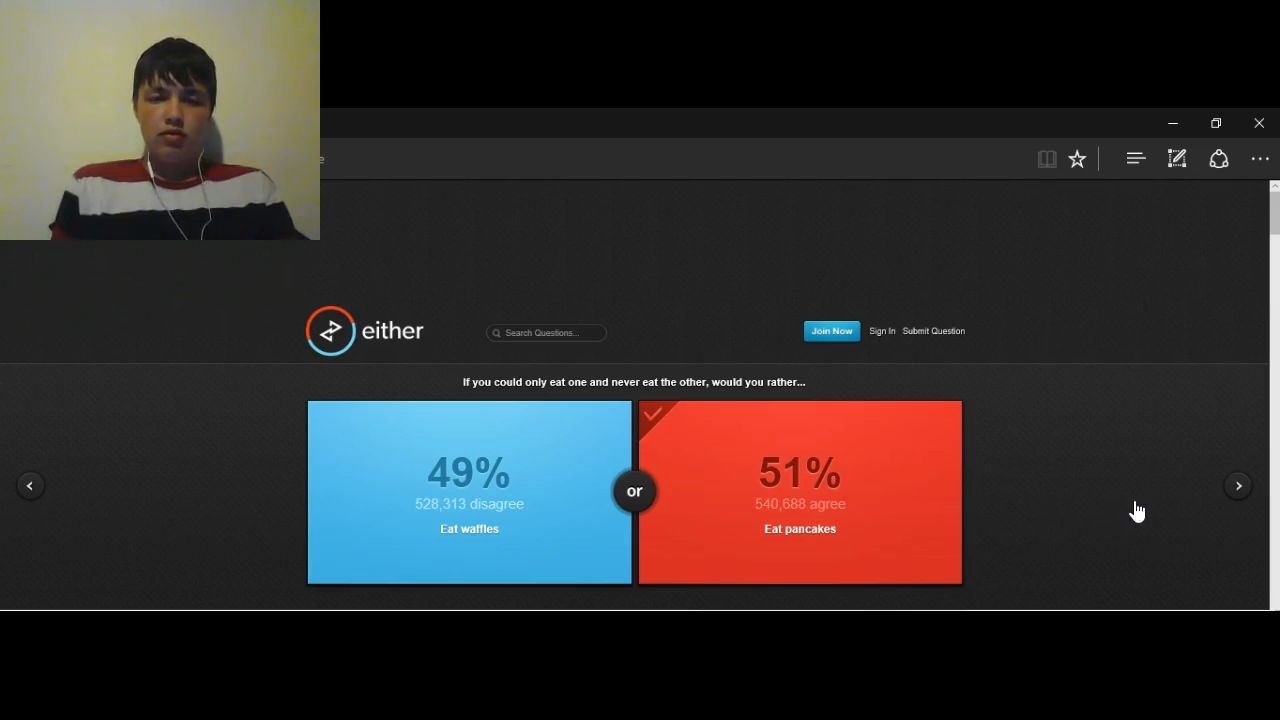 e
either
Search Questions...
Join Now Sign In Submit Question
If you could only eat one and never eat the other, would you rather...
49%
528,313 disagree
Eat waffles
or
51%
540,688 agree
Eat pancakes